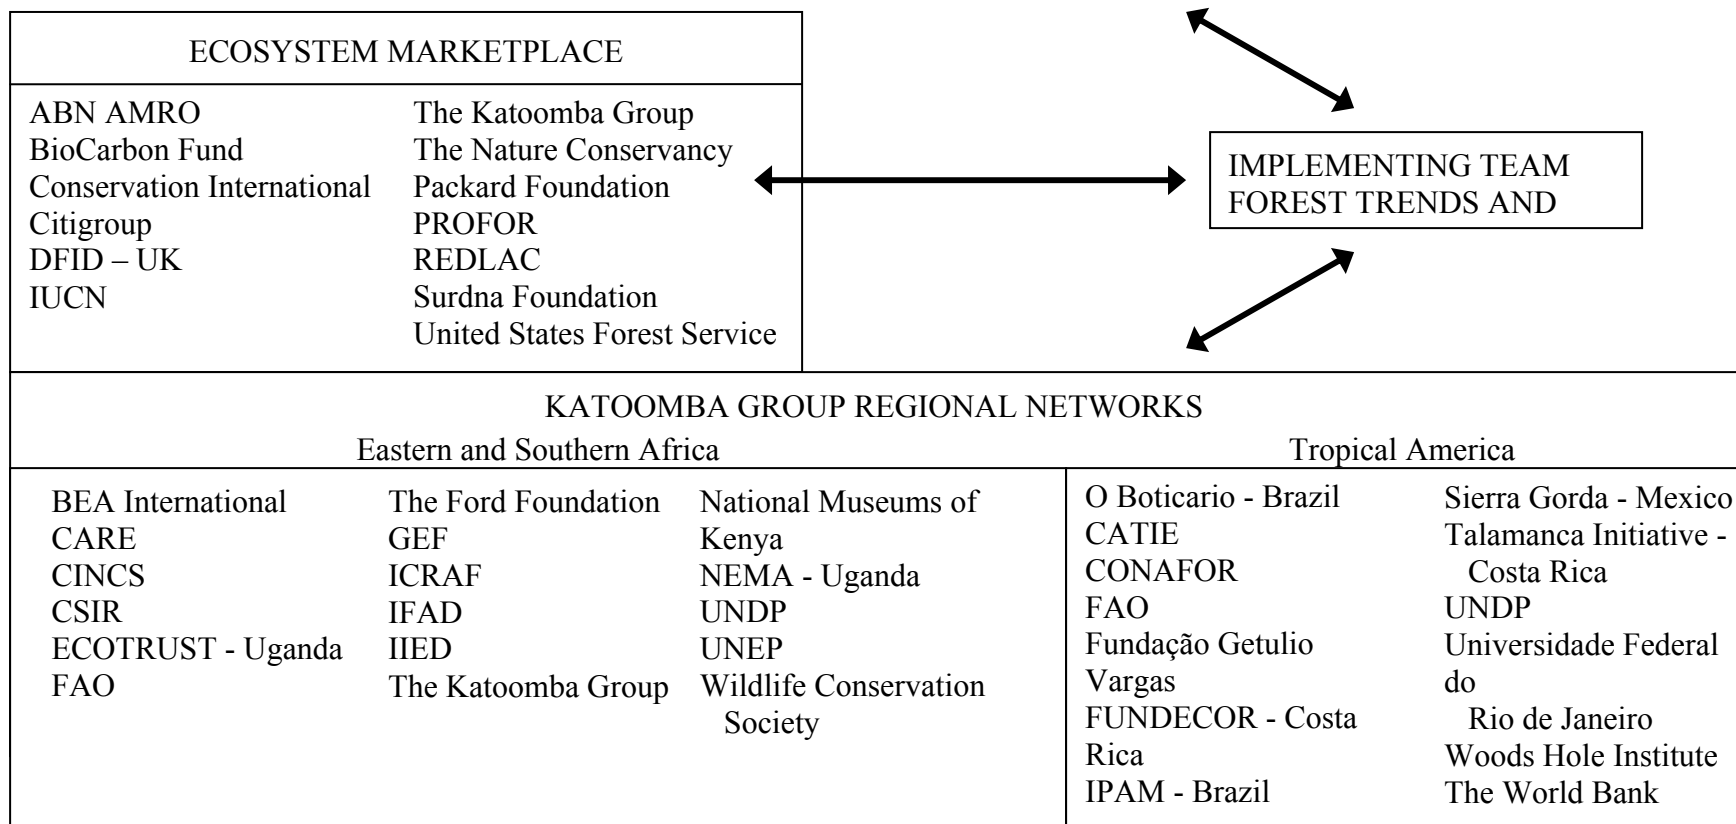 ECOSYSTEM MARKETPLACE
ABN AMRO
BioCarbon Fund
Conservation International
Citigroup
DFID – UK
IUCN
The Katoomba Group
The Nature Conservancy
Packard Foundation
PROFOR
REDLAC
Surdna Foundation
United States Forest Service
IMPLEMENTING TEAM
FOREST TRENDS AND
KATOOMBA GROUP REGIONAL NETWORKS
Eastern and Southern Africa
BEA International
CARE
CINCS
CSIR
ECOTRUST - Uganda
FAO
The Ford Foundation
GEF
ICRAF
IFAD
IIED
The Katoomba Group
National Museums of
Kenya
NEMA - Uganda
UNDP
UNEP
Wildlife Conservation
Society
Tropical America
O Boticario - Brazil
CATIE
CONAFOR
FAO
Fundação Getulio
Vargas
FUNDECOR - Costa
Rica
IPAM - Brazil
Sierra Gorda - Mexico
Talamanca Initiative -
Costa Rica
UNDP
Universidade Federal
do
Rio de Janeiro
Woods Hole Institute
The World Bank